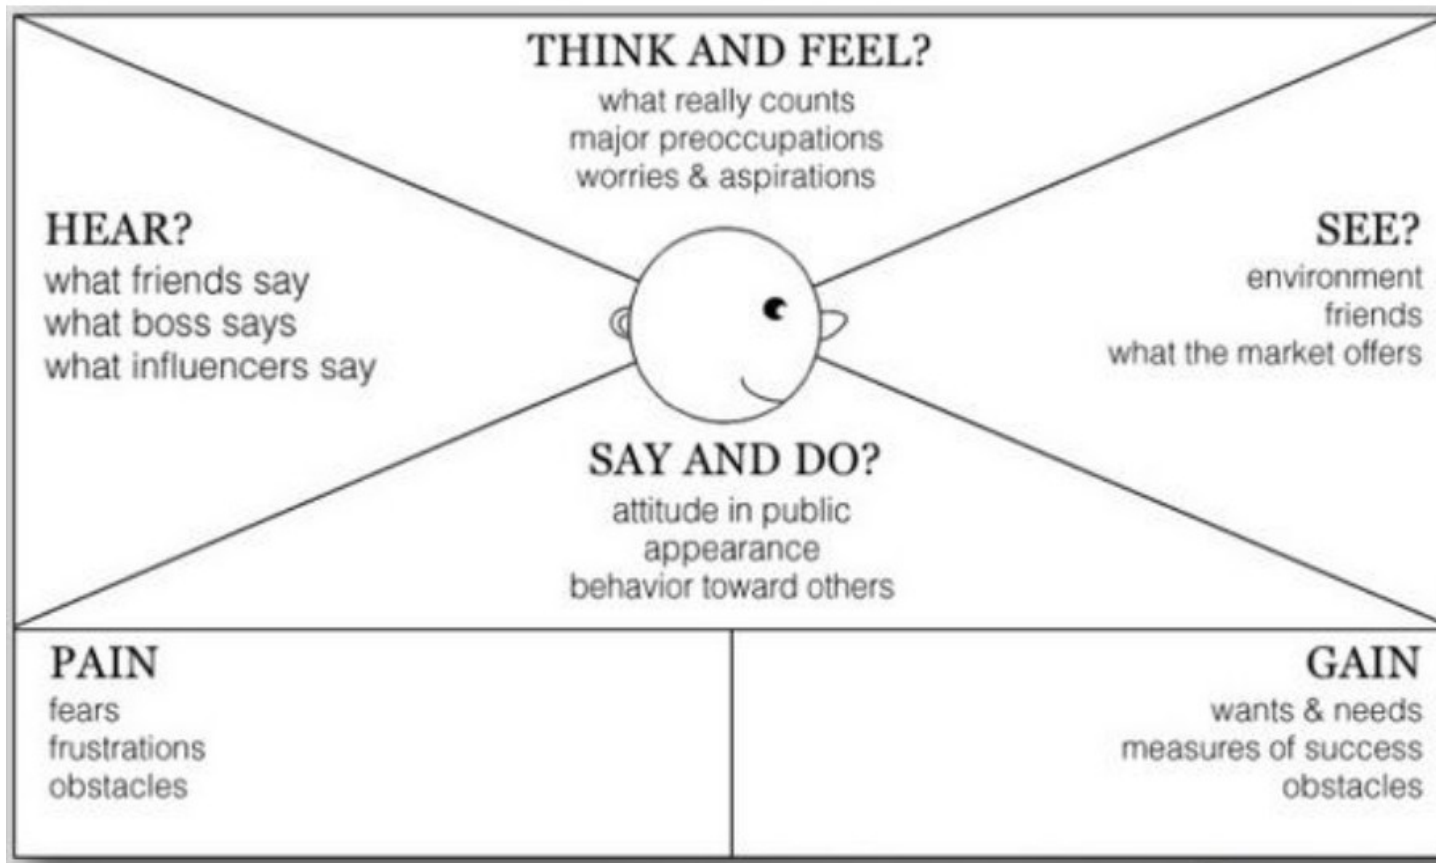 THINK AND FEEL?
what really counts
major preoccupations
worries & aspirations
HEAR?
what friends say
what boss says
what influencers say
SEE?
environment
friends
what the market offers
SAY AND DO?
attitude in public
appearance
behavior toward others
PAIN
fears
frustrations
obstacles
GAIN
wants & needs
measures of success
obstacles